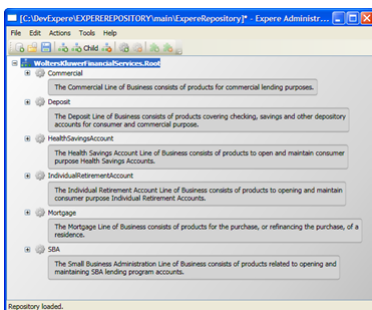 [C:\DevExpere\EXPEREREPOSITORY\main\ExpereRepository]* - Expere Administr...
File Edit Actions Tools Help
Child
WoltersKluwerFinancialServices.Root
Commercial
The Commercial Line of Business consists of products for commercial lending purposes.
Deposit
The Deposit Line of Business consists of products covering checking, savings and other depository
accounts for consumer and commercial purpose.
HealthSavingsAccount
The Health Savings Account Line of Business consists of products to open and maintain consumer
purpose Health Savings Accounts.
IndividualRetirementAccount
The Individual Retirement Account Line of Business consists of products to opening and maintain
consumer purpose Individual Retirement Accounts.
Mortgage
The Mortgage Line of Business consists of products for the purchase, or refinancing the purchase, of a
residence.
SBA
The Small Business Administration Line of Business consists of products related to opening and
maintaining SBA lending program accounts.
Repository loaded.